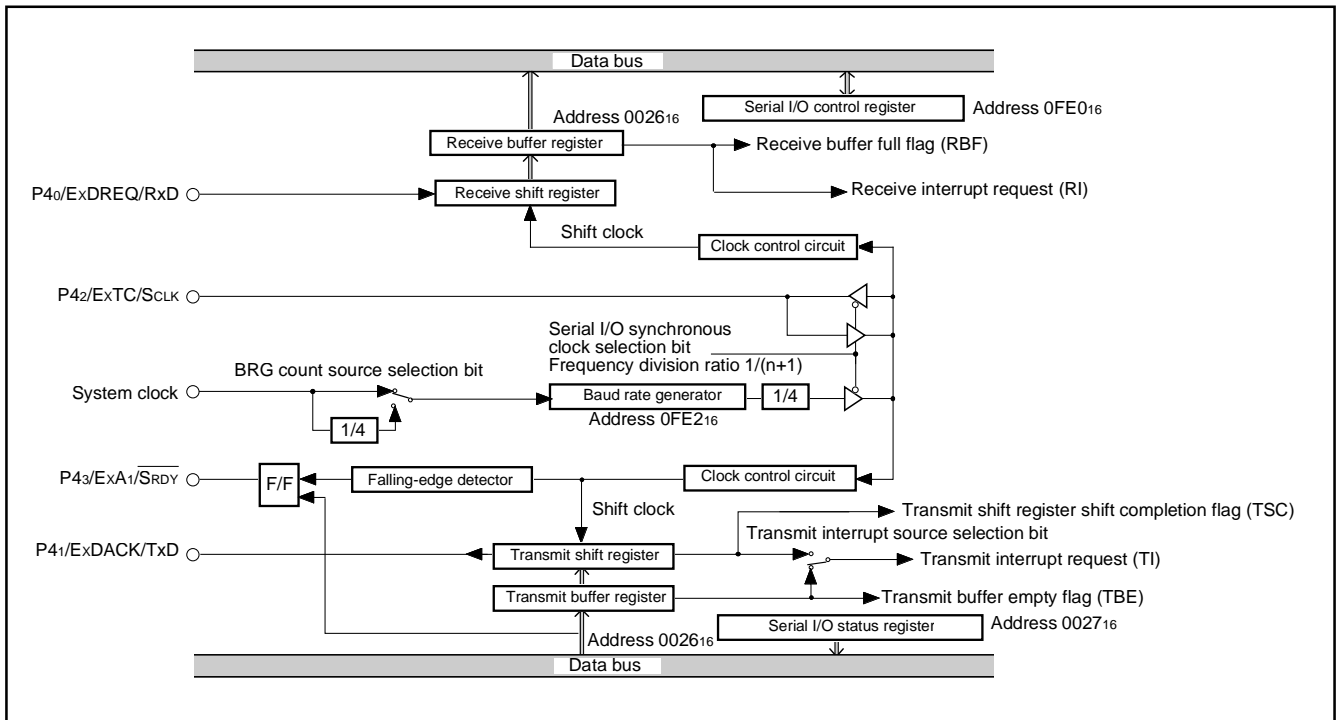 Data bus
Serial I/O control register
Address 0FE0₁₆
Address 0026₁₆
Receive buffer register
Receive buffer full flag (RBF)
P4₀/ExDREQ/RxD
Receive shift register
Receive interrupt request (RI)
Shift clock
Clock control circuit
P4₂/ExTC/SCLK
Serial I/O synchronous
clock selection bit
Frequency division ratio 1/(n+1)
BRG count source selection bit
System clock
Baud rate generator
1/4
1/4
Address 0FE2₁₆
P4₃/ExA₁/S̅R̅D̅Y̅
F/F
Falling-edge detector
Clock control circuit
Shift clock
Transmit shift register shift completion flag (TSC)
Transmit interrupt source selection bit
P4₁/ExDACK/TxD
Transmit shift register
Transmit interrupt request (TI)
Transmit buffer register
Transmit buffer empty flag (TBE)
Address 0026₁₆
Serial I/O status register
Address 0027₁₆
Data bus